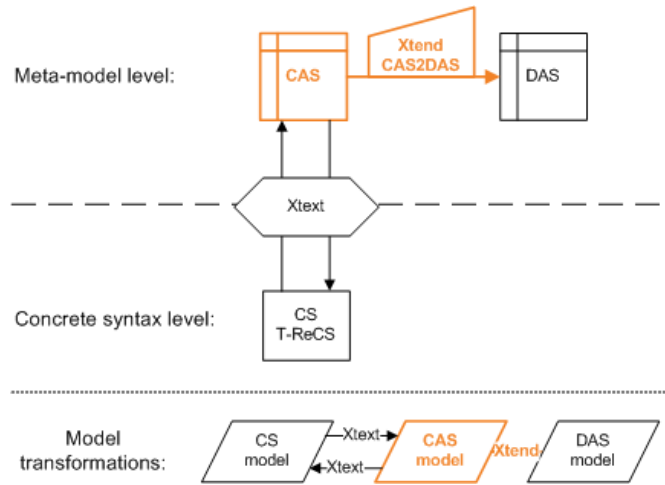 Meta-model level:
CAS
Xtend
CAS2DAS
DAS
Xtext
Concrete syntax level:
CS
T-ReCS
Model
transformations:
CS
model
Xtext
Xtext
CAS
model
Xtend
DAS
model